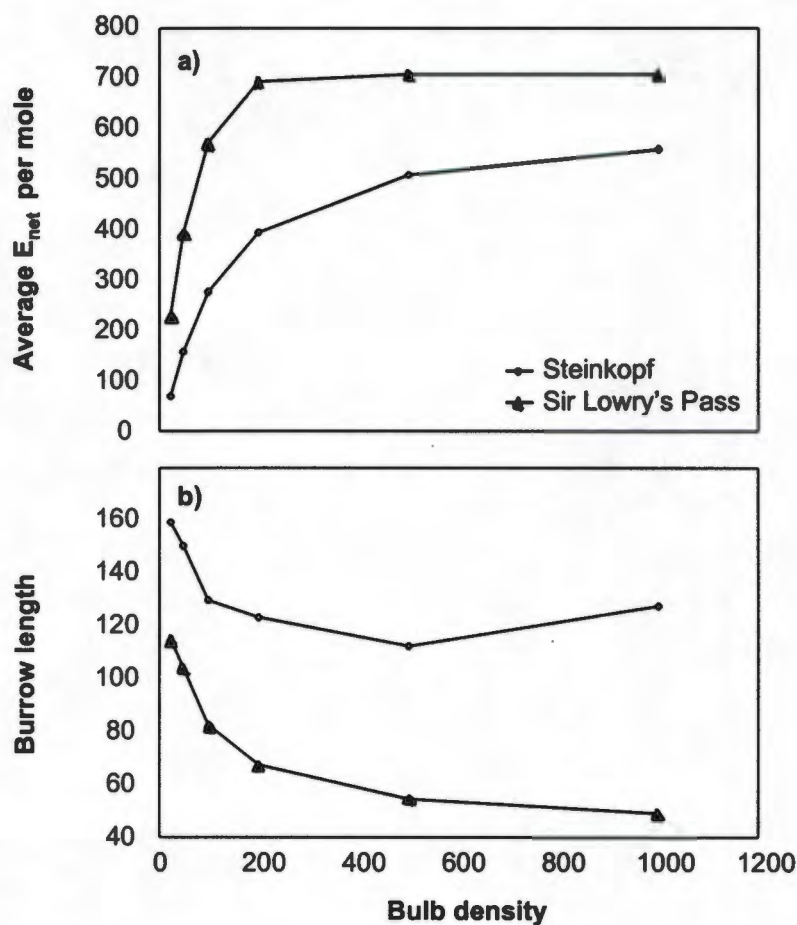 800
a)
700
600
500
400
300
200
100
0
Average E_net per mole
Steinkopf
Sir Lowry's Pass
b)
160
140
120
100
80
60
40
Burrow length
0 200 400 600 800 1000 1200
Bulb density